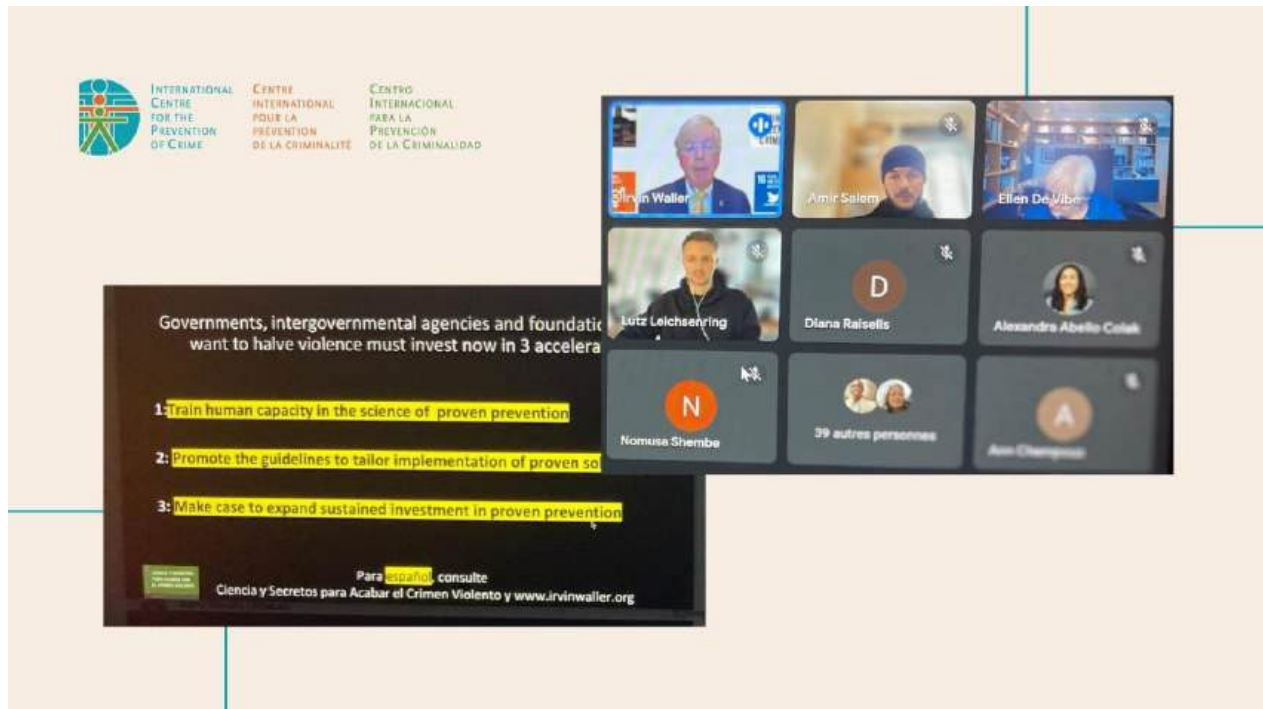 INTERNATIONAL
CENTRE
FOR THE
PREVENTION
OF CRIME
CENTRE
INTERNATIONAL
POUR LA
PRÉVENTION
DE LA CRIMINALITÉ
CENTRO
INTERNACIONAL
PARA LA
PREVENCIÓN
DE LA CRIMINALIDAD
Irvin Waller
Amir Salem
Ellen De Vibe
Lutz Leichsenring
D
Diana Raiselis
Alexandra Abello Colak
N
Nomusa Shembe
39 autres personnes
A
Governments, intergovernmental agencies and foundatio
want to halve violence must invest now in 3 accelera
1: Train human capacity in the science of proven prevention
2: Promote the guidelines to tailor implementation of proven so
3: Make case to expand sustained investment in proven prevention
Para español, consulte
Ciencia y Secretos para Acabar el Crimen Violento y www.irvinwaller.org